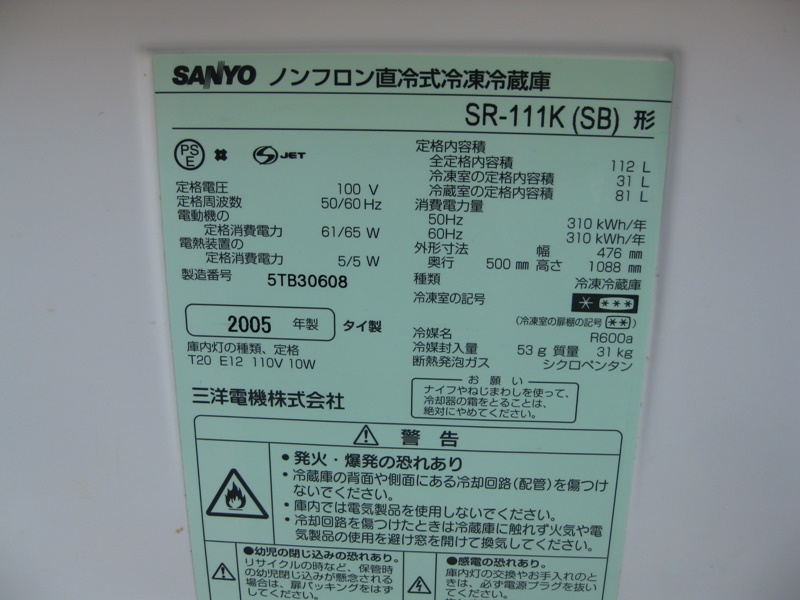 SANYO ノンフロン直冷式冷凍冷蔵庫
SR-111K (SB) 形
PS E JET
定格電圧 100 V
定格周波数 50/60 Hz
電動機の
定格消費電力 61/65 W
電熱装置の
定格消費電力 5/5 W
製造番号 5TB30608
2005 年製 タイ製
庫内灯の種類、定格
T20 E12 110V 10W
三洋電機株式会社
定格内容積
全定格内容積 112 L
冷凍室の定格内容積 31 L
冷蔵室の定格内容積 81 L
消費電力量
50Hz 310 kWh/年
60Hz 310 kWh/年
外形寸法 幅 476 mm
奥行 500 mm 高さ 1088 mm
種類 冷凍冷蔵庫
冷凍室の記号 * ***
(冷凍室の扉棚の記号 **)
冷媒名 R600a
冷媒封入量 53g 質量 31kg
断熱発泡ガス シクロペンタン
お願い
ナイフやねじまわしを使って、
冷却器の霜をとることは、
絶対にやめてください。
警告
●発火・爆発の恐れあり
・冷蔵庫の背面や側面にある冷却回路(配管)を傷つけ
ないでください。
・庫内では電気製品を使用しないでください。
・冷却回路を傷つけたときは冷蔵庫に触れず火気や電
気製品の使用を避け窓を開けて換気してください。
●幼児の閉じ込みの恐れあり。
リサイクルの時など、保管時
の幼児閉じ込みが懸念される
場合は、扉パッキングをはず
してください。
●感電の恐れあり。
庫内灯の交換やお手入れのと
きは、必ず電源プラグを抜い
てください。